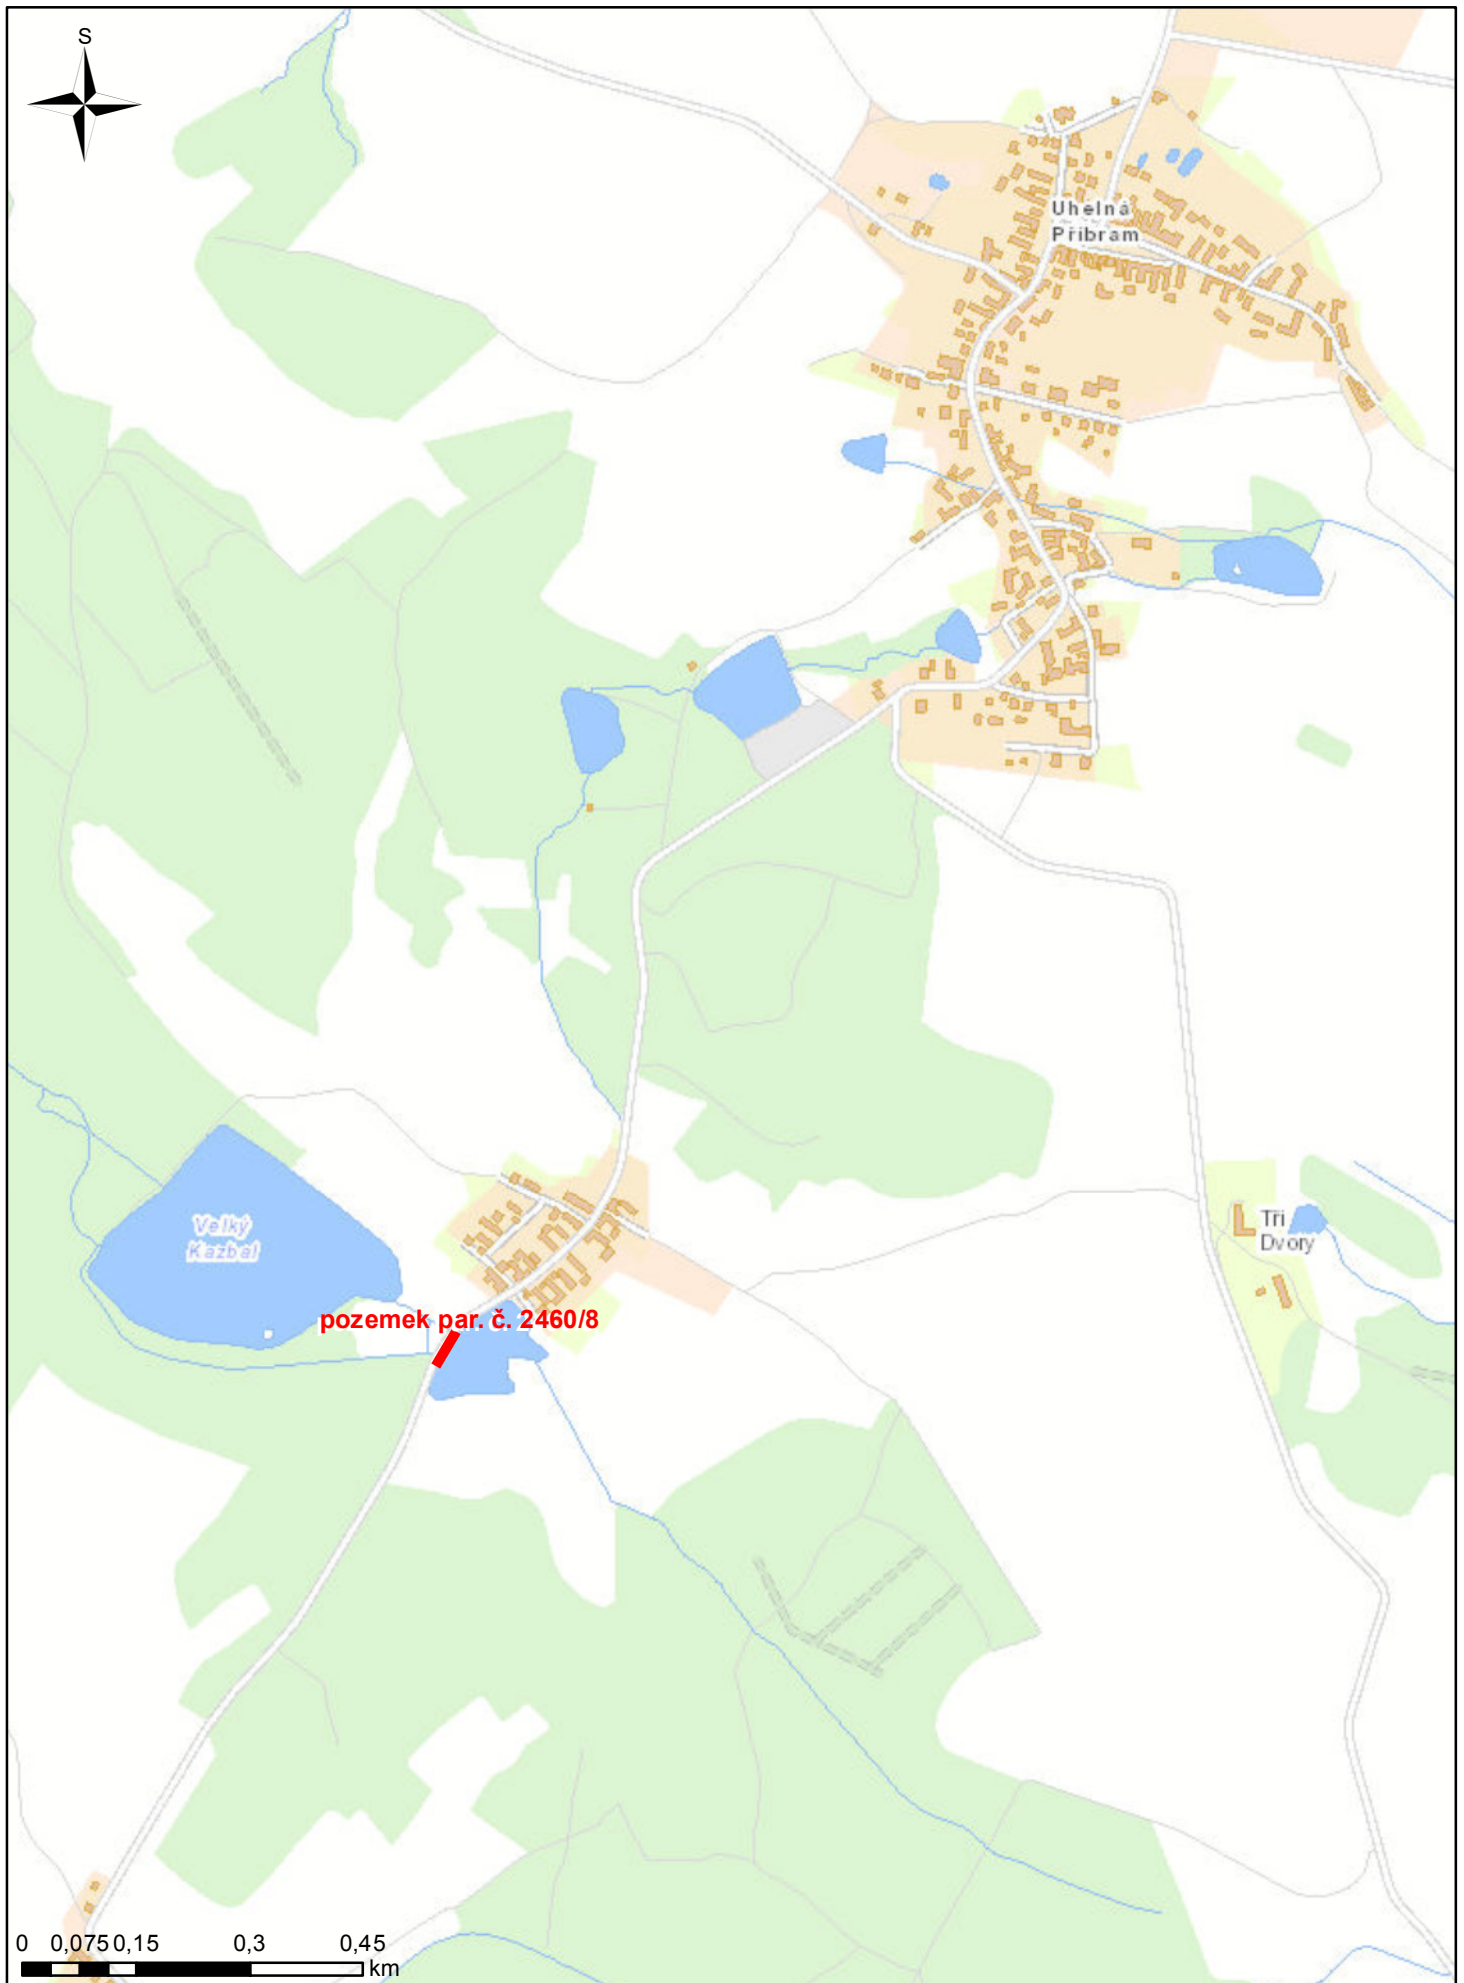 S
Uhelná
Příbram
Velký
Kazbal
Tři
Dvory
pozemek par. č. 2460/8
0 0,075 0,15 0,3 0,45
km